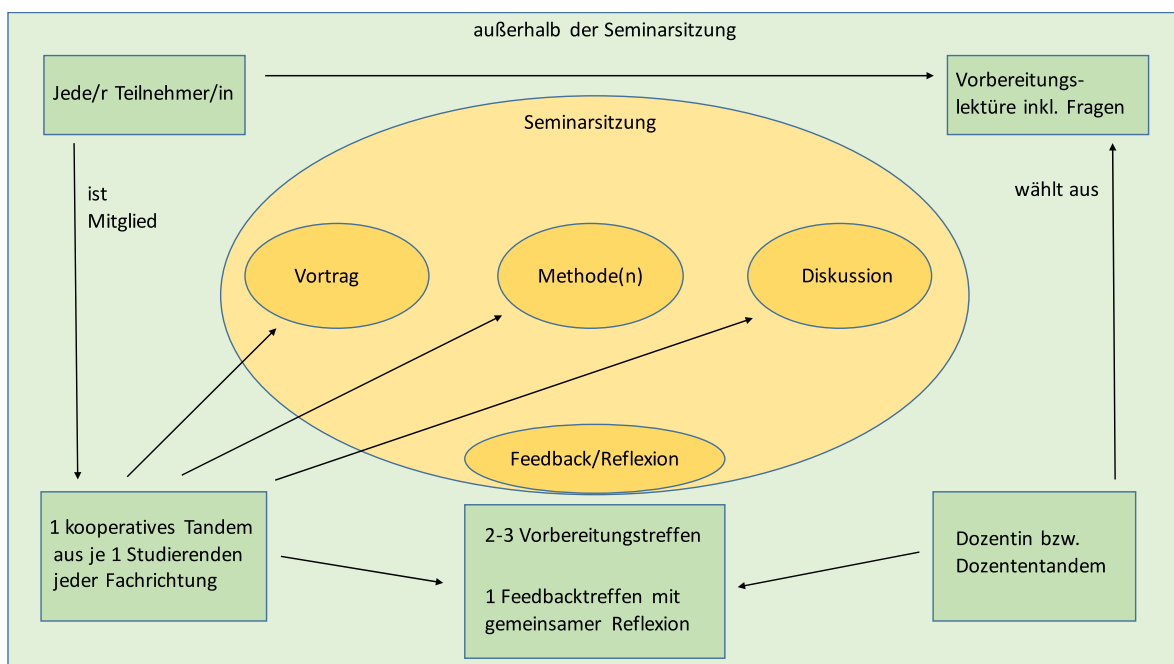 außerhalb der Seminarsitzung
Jede/r Teilnehmer/in
Vorbereitungs-
lektüre inkl. Fragen
Seminarsitzung
ist
Mitglied
wählt aus
Vortrag
Methode(n)
Diskussion
Feedback/Reflexion
1 kooperatives Tandem
aus je 1 Studierenden
jeder Fachrichtung
2-3 Vorbereitungstreffen
1 Feedbacktreffen mit
gemeinsamer Reflexion
Dozentin bzw.
Dozententandem